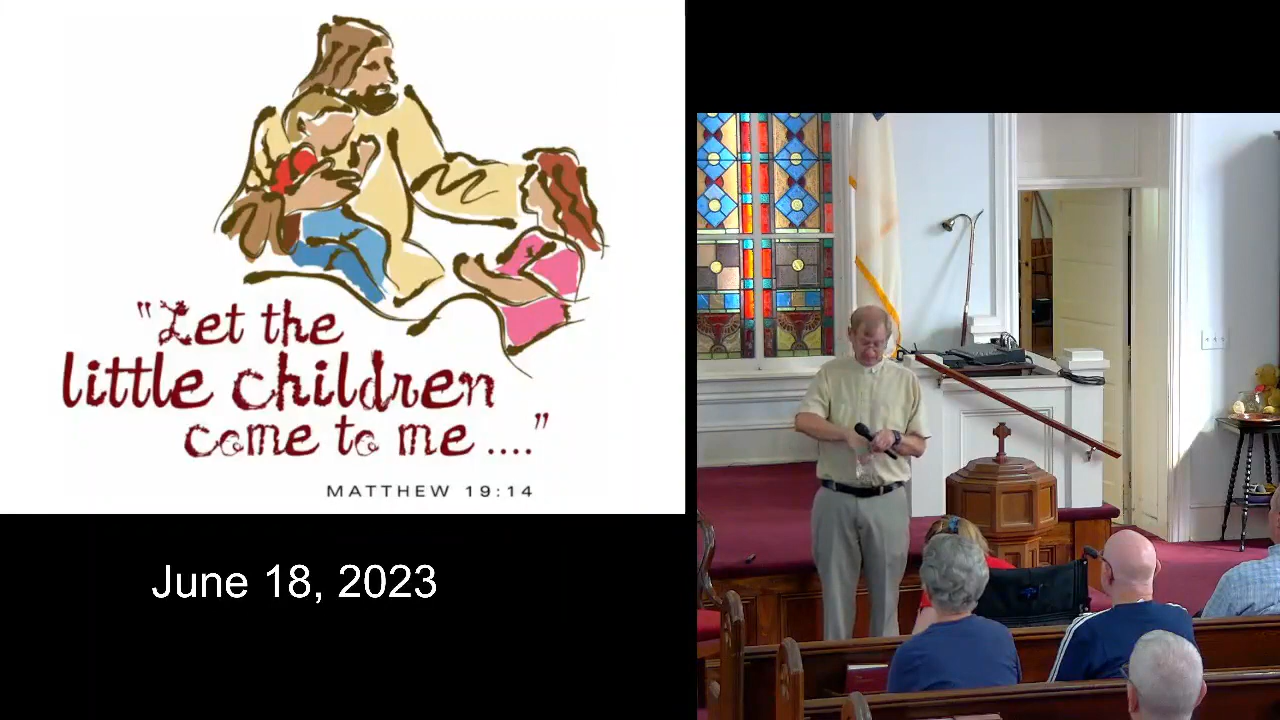 "Let the
little children
come to me ...."
MATTHEW 19:14
June 18, 2023